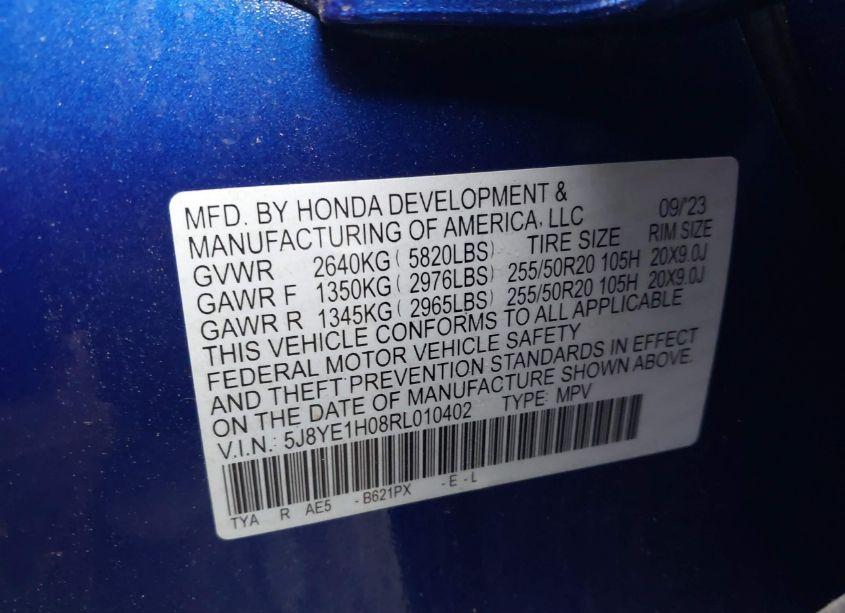 MFD. BY HONDA DEVELOPMENT &
MANUFACTURING OF AMERICA, LLC 09/'23
GVWR 2640KG ( 5820LBS) TIRE SIZE RIM SIZE
GAWR F 1350KG ( 2976LBS) 255/50R20 105H 20X9.0J
GAWR R 1345KG ( 2965LBS) 255/50R20 105H 20X9.0J
THIS VEHICLE CONFORMS TO ALL APPLICABLE
FEDERAL MOTOR VEHICLE SAFETY
AND THEFT PREVENTION STANDARDS IN EFFECT
ON THE DATE OF MANUFACTURE SHOWN ABOVE.
V.I.N.: 5J8YE1H08RL010402 TYPE: MPV
TYA R AE5 - B621PX - E - L